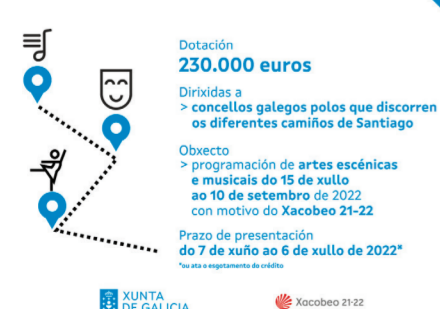 Dotación
230.000 euros
Dirixidas a
> concellos galegos polos que discorren
os diferentes camiños de Santiago
Obxecto
> programación de artes escénicas
e musicais do 15 de xullo
ao 10 de setembro de 2022
con motivo do Xacobeo 21-22
Prazo de presentación
do 7 de xuño ao 6 de xullo de 2022*
*ou ata o esgotamento do crédito
XUNTA
DE GALICIA
Xacobeo 21·22